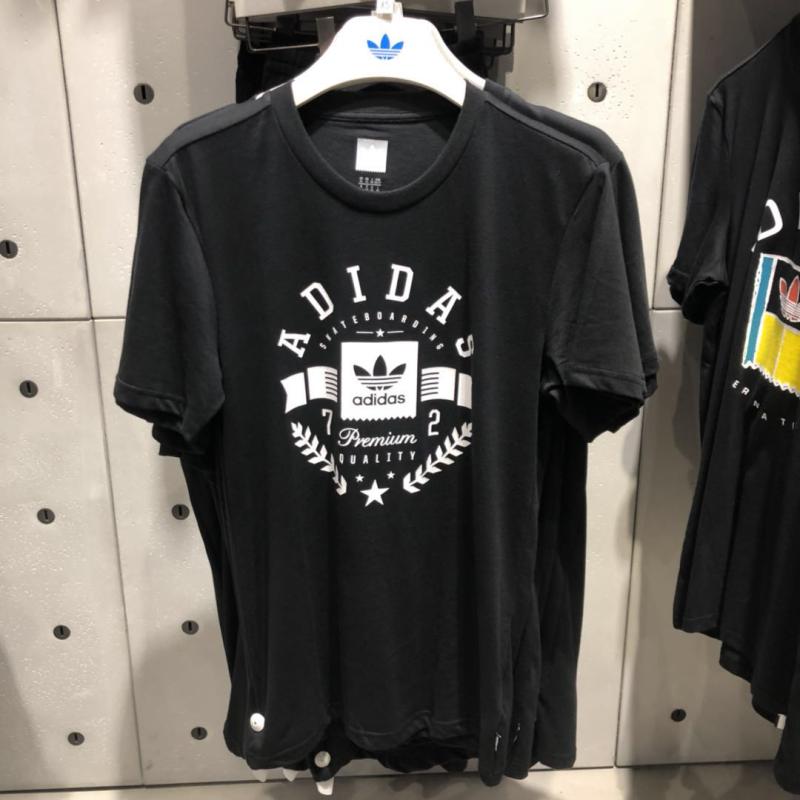 ADIDAS
SKATEBOARDING
adidas
7 2
Premium
QUALITY